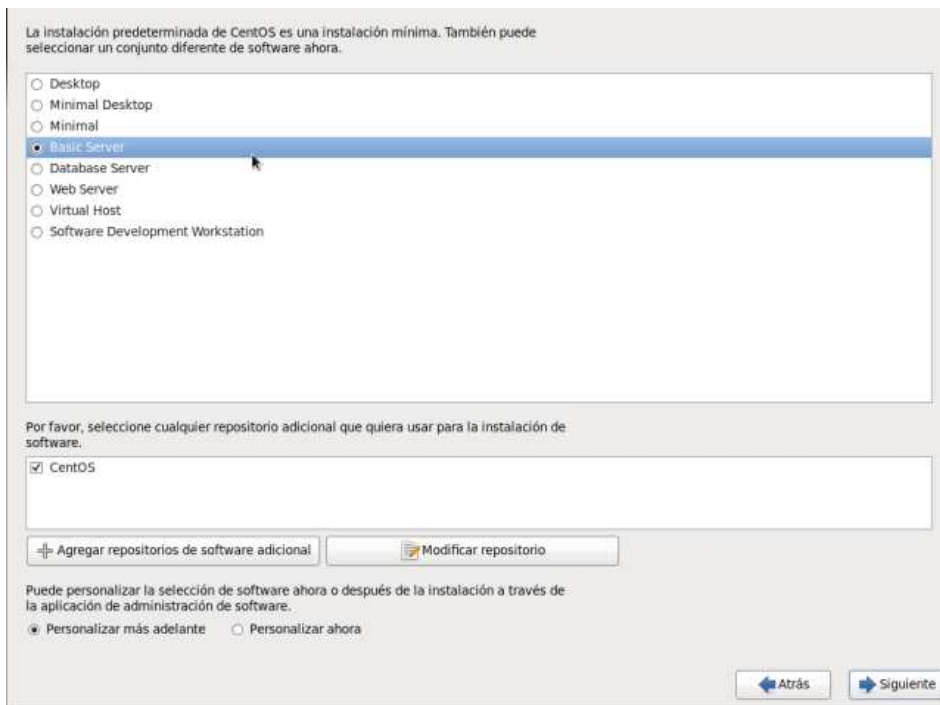 La instalación predeterminada de CentOS es una instalación mínima. También puede
seleccionar un conjunto diferente de software ahora.
Desktop
Minimal Desktop
Minimal
Basic Server
Database Server
Web Server
Virtual Host
Software Development Workstation
Por favor, seleccione cualquier repositorio adicional que quiera usar para la instalación de
software.
CentOS
Agregar repositorios de software adicional
Modificar repositorio
Puede personalizar la selección de software ahora o después de la instalación a través de
la aplicación de administración de software.
Personalizar más adelante
Personalizar ahora
Atrás
Siguiente